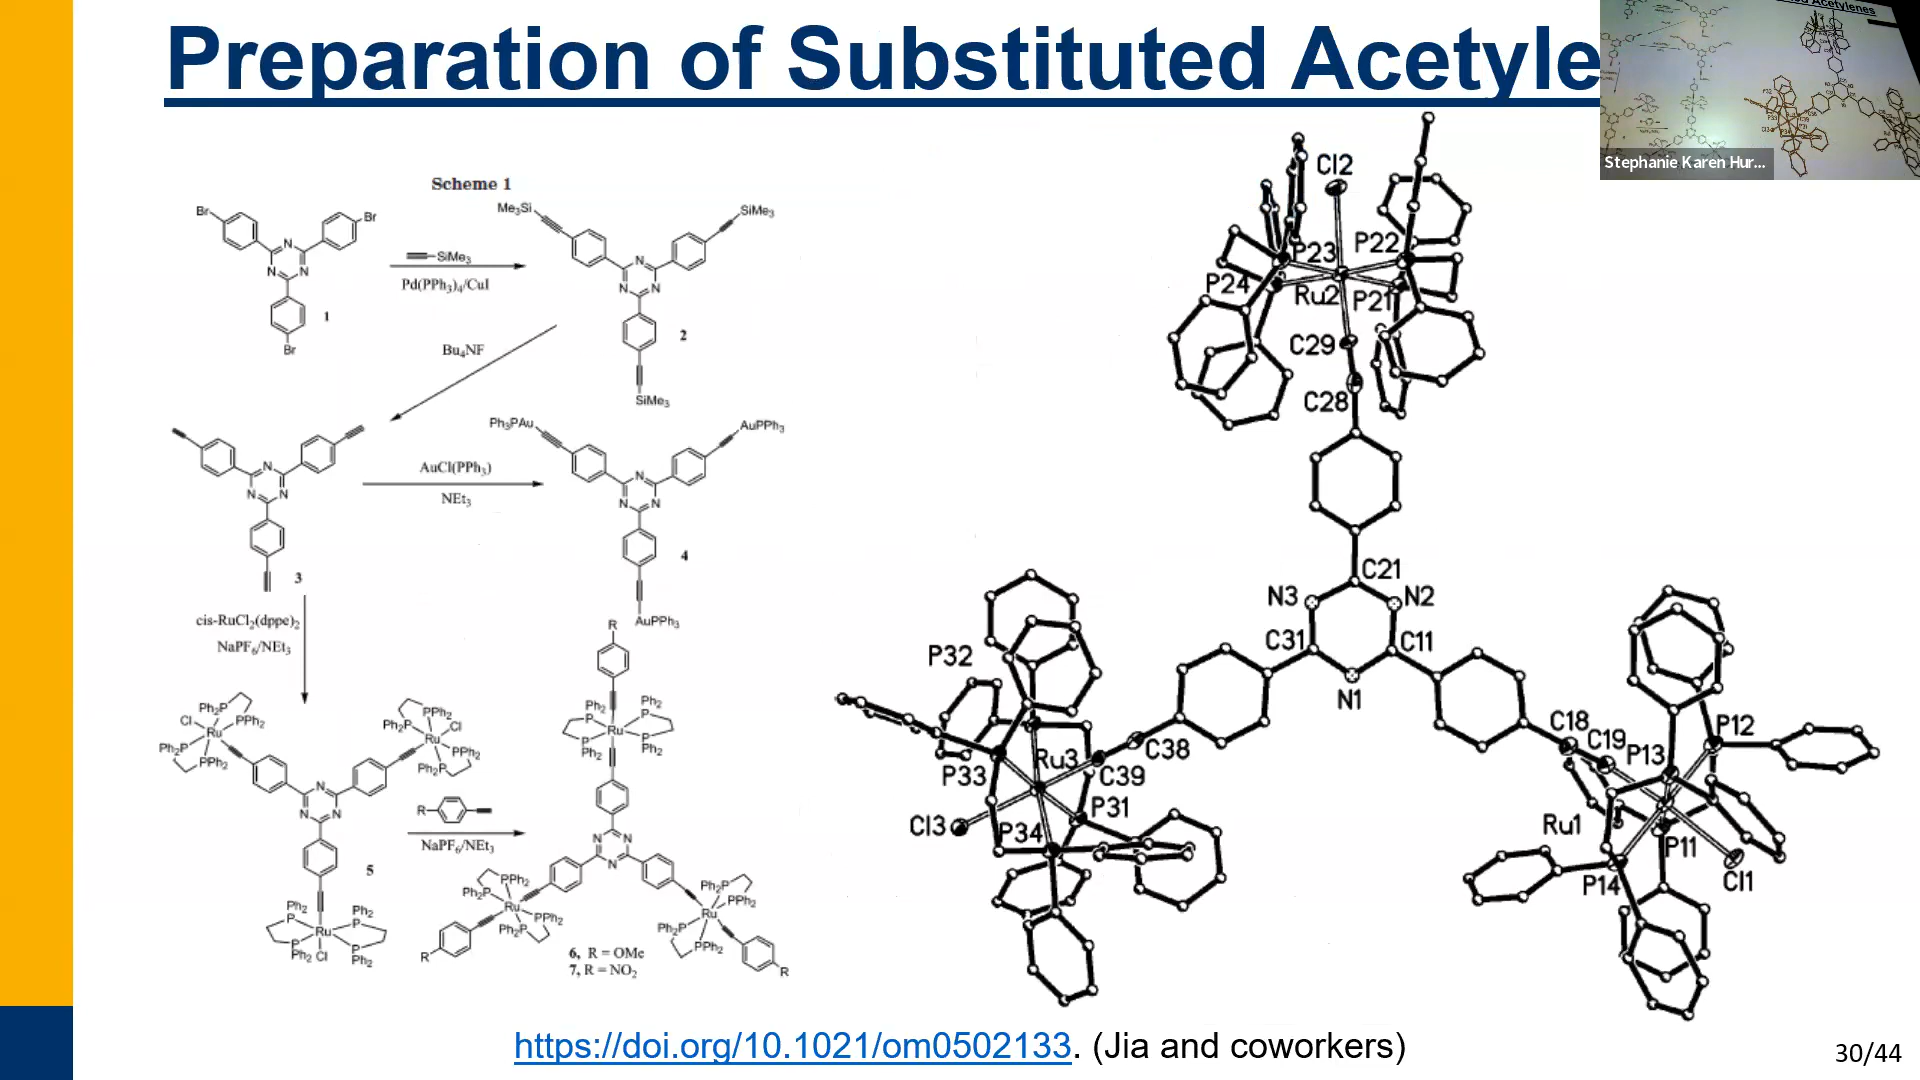 Preparation of Substituted Acetyle
Acetylenes
Stephanie Karen Hur...
Scheme 1
Br
Br
N
N N
Br
1
SiMe₃
Pd(PPh₃)₄/CuI
Me₃Si
SiMe₃
N
N N
SiMe₃
2
Bu₄NF
N
N N
3
AuCl(PPh₃)
NEt₃
Ph₃PAu
AuPPh₃
N
N N
AuPPh₃
4
cis-RuCl₂(dppe)₂
NaPF₆/NEt₃
Ph₂P
Cl PPh₂
Ru
Ph₂P
PPh₂
PPh₂
Ph₂P Cl
Ru
PPh₂
Ph₂P
N
N N
5
Ph₂ Ph₂
P P
Ru
P P
Ph₂ Cl Ph₂
R
NaPF₆/NEt₃
R
Ph₂ Ph₂
P P
Ru
P P
Ph₂ Ph₂
N
N N
PPh₂
Ph₂P
Ru
PPh₂
Ph₂P
R
Ph₂P
PPh₂
Ru
Ph₂P
PPh₂
R
6, R = OMe
7, R = NO₂
Cl2
P23 P22
P24 Ru2 P21
C29
C28
C21
N3 N2
C31 C11
N1
P32
Ru3 C38
P33 C39
P31
Cl3 P34
C18
C19 P13 P12
Ru1
P11
P14 Cl1
https://doi.org/10.1021/om0502133. (Jia and coworkers)
30/44